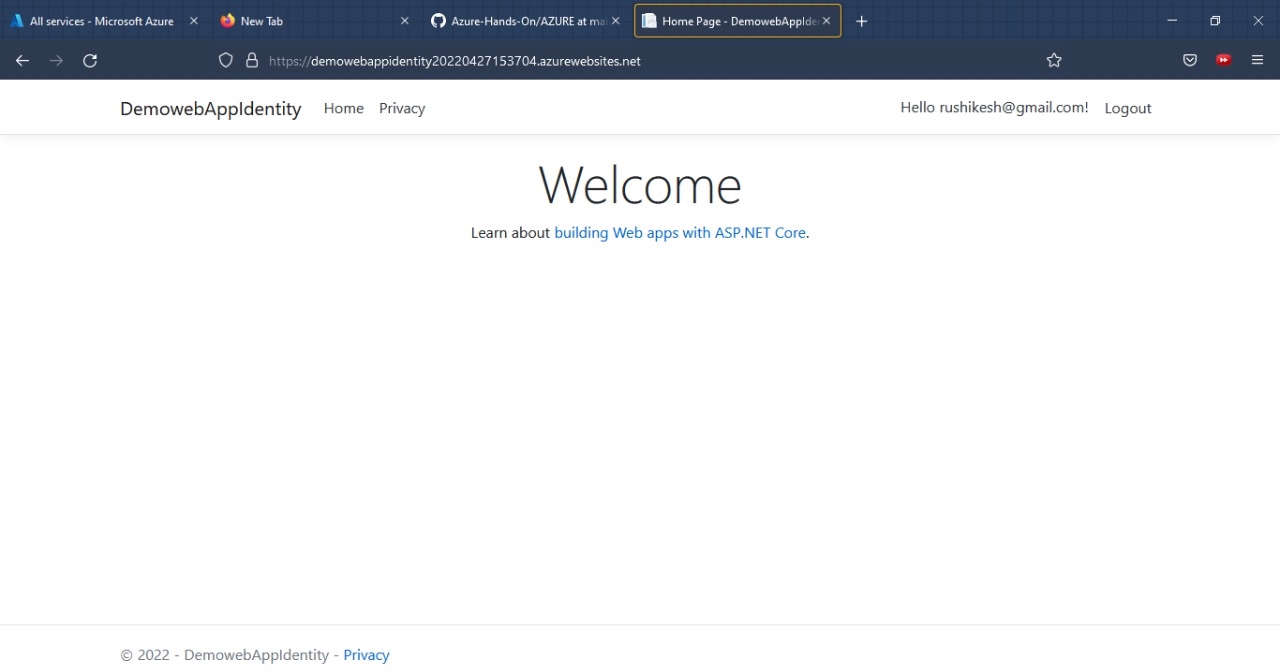 All services - Microsoft Azure
New Tab
Azure-Hands-On/AZURE at ma
Home Page - DemowebAppIde
https://demowebappidentity20220427153704.azurewebsites.net
DemowebAppIdentity Home Privacy Hello rushikesh@gmail.com! Logout
Welcome
Learn about building Web apps with ASP.NET Core.
© 2022 - DemowebAppIdentity - Privacy